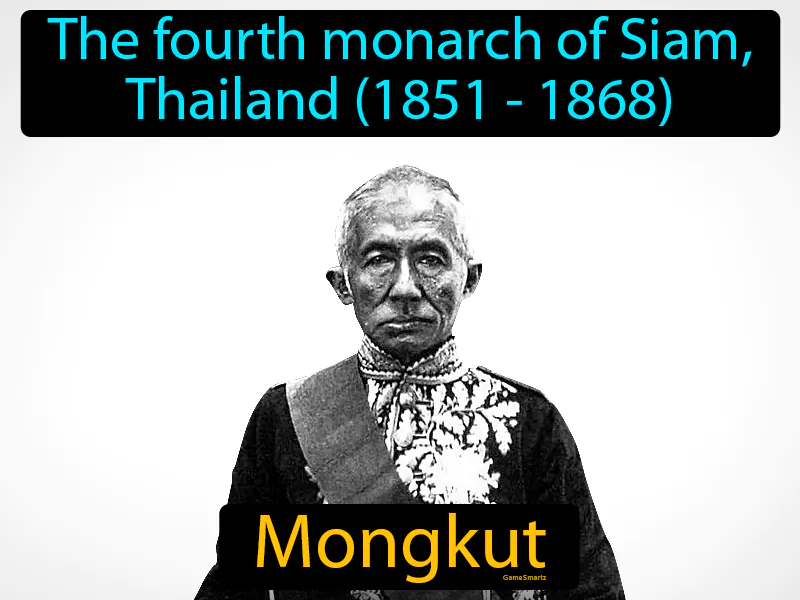 The fourth monarch of Siam,
Thailand (1851 - 1868)
Mongkut
GameSmartz